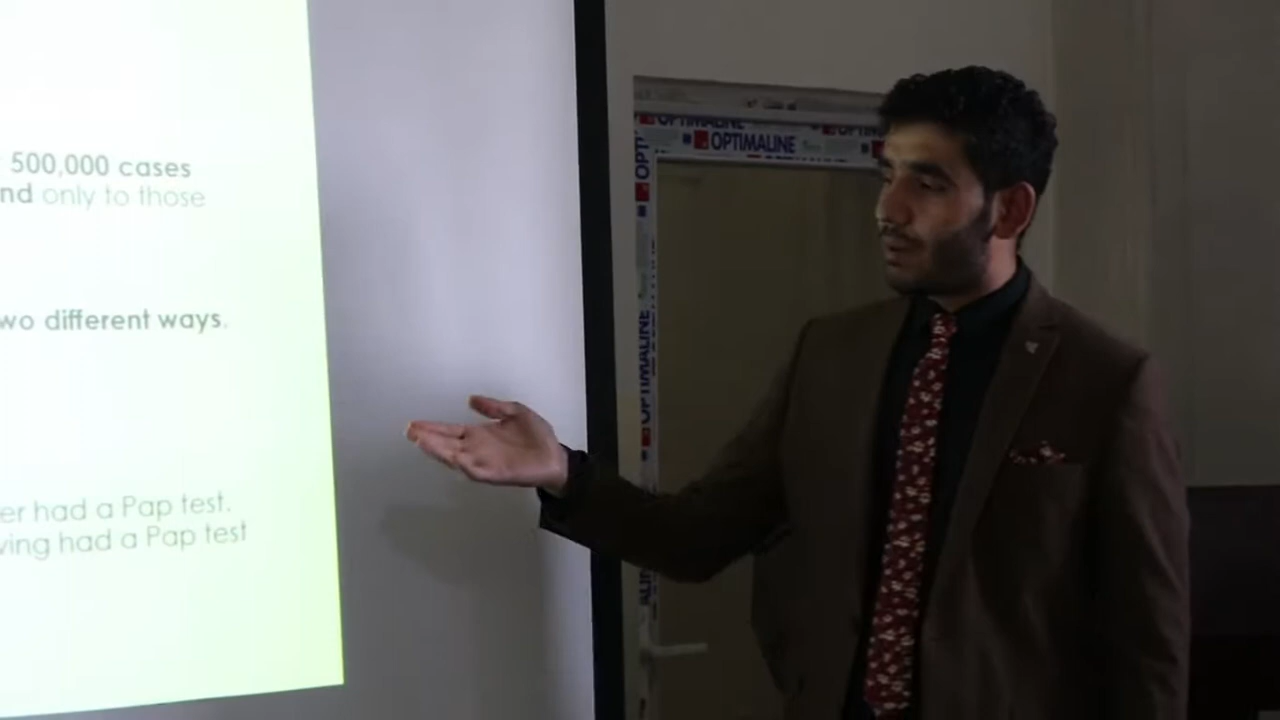 500,000 cases
nd only to those
wo different ways.
er had a Pap test.
ving had a Pap test
OPTIMALINE
OPTIMALINE